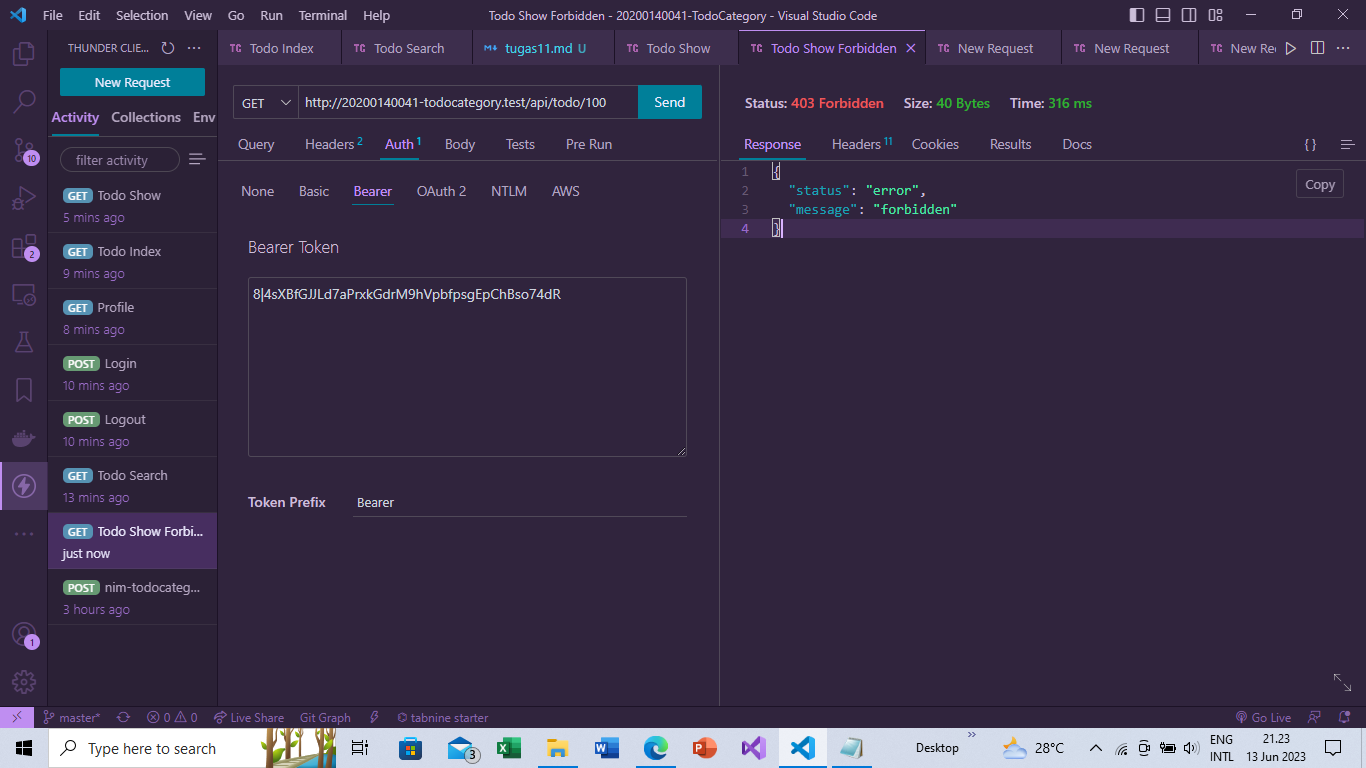 File Edit Selection View Go Run Terminal Help Todo Show Forbidden - 20200140041-TodoCategory - Visual Studio Code
THUNDER CLIE... ···
TC Todo Index TC Todo Search M↓ tugas11.md U TC Todo Show TC Todo Show Forbidden TC New Request TC New Request TC New Re
New Request
Activity Collections Env
filter activity
GET Todo Show
5 mins ago
GET Todo Index
9 mins ago
GET Profile
8 mins ago
POST Login
10 mins ago
POST Logout
10 mins ago
GET Todo Search
13 mins ago
GET Todo Show Forbi...
just now
POST nim-todocateg...
3 hours ago
10
2
1
GET http://20200140041-todocategory.test/api/todo/100 Send
Query Headers 2 Auth 1 Body Tests Pre Run
None Basic Bearer OAuth 2 NTLM AWS
Bearer Token
8|4sXBfGJJLd7aPrxkGdrM9hVpbfpsgEpChBso74dR
Token Prefix Bearer
Status: 403 Forbidden Size: 40 Bytes Time: 316 ms
Response Headers 11 Cookies Results Docs { }
Copy
1 {
2 "status": "error",
3 "message": "forbidden"
4 }
master* 0 0 Live Share Git Graph tabnine starter Go Live
Type here to search 3 Desktop 28°C ENG 21.23
INTL 13 Jun 2023